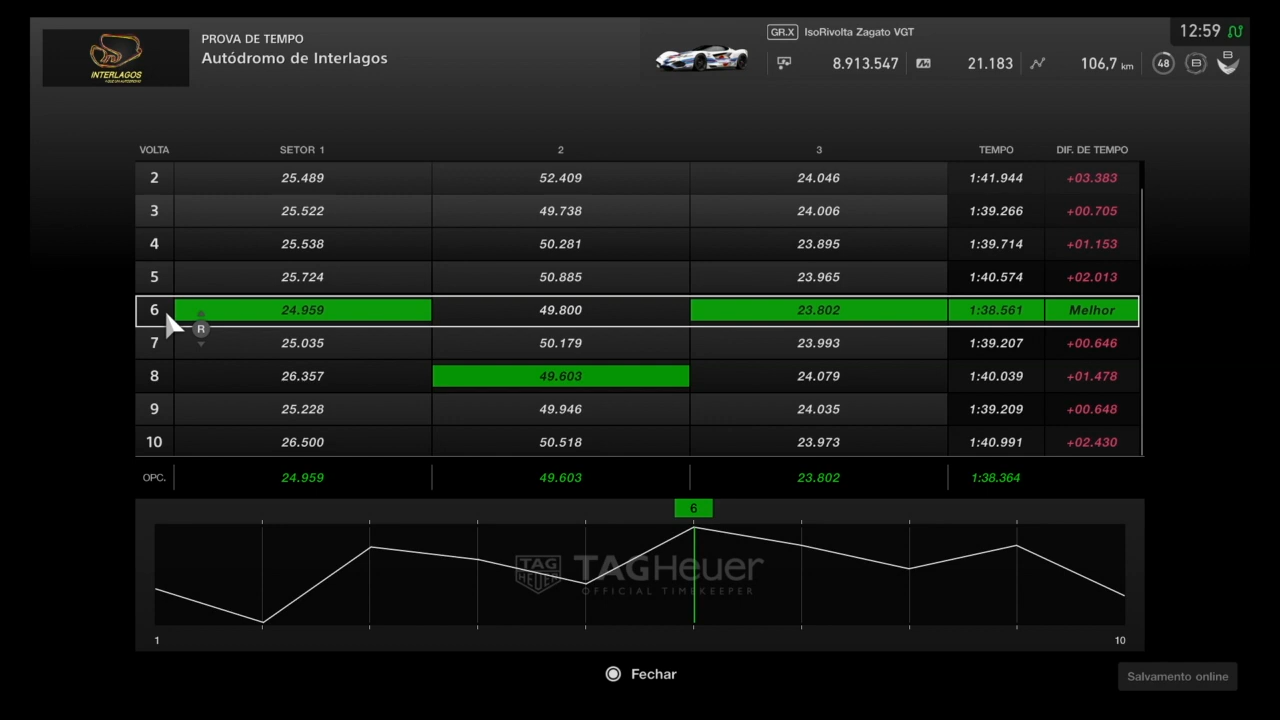 PROVA DE TEMPO
Autódromo de Interlagos
INTERLAGOS
GR.X IsoRivolta Zagato VGT
12:59
8.913.547 21.183 106,7 km 48 B B
VOLTA SETOR 1 2 3 TEMPO DIF. DE TEMPO
2 25.489 52.409 24.046 1:41.944 +03.383
3 25.522 49.738 24.006 1:39.266 +00.705
4 25.538 50.281 23.895 1:39.714 +01.153
5 25.724 50.885 23.965 1:40.574 +02.013
6 24.959 49.800 23.802 1:38.561 Melhor
R
7 25.035 50.179 23.993 1:39.207 +00.646
8 26.357 49.603 24.079 1:40.039 +01.478
9 25.228 49.946 24.035 1:39.209 +00.648
10 26.500 50.518 23.973 1:40.991 +02.430
OPC. 24.959 49.603 23.802 1:38.364
6
TAG HEUER TAGHeuer
OFFICIAL TIMEKEEPER
1 10
Fechar
Salvamento online